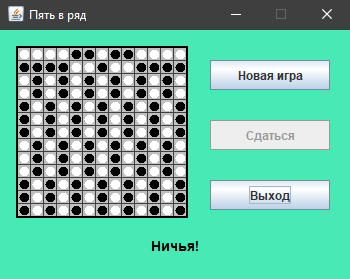 Пять в ряд
Новая игра
Сдаться
Выход
Ничья!